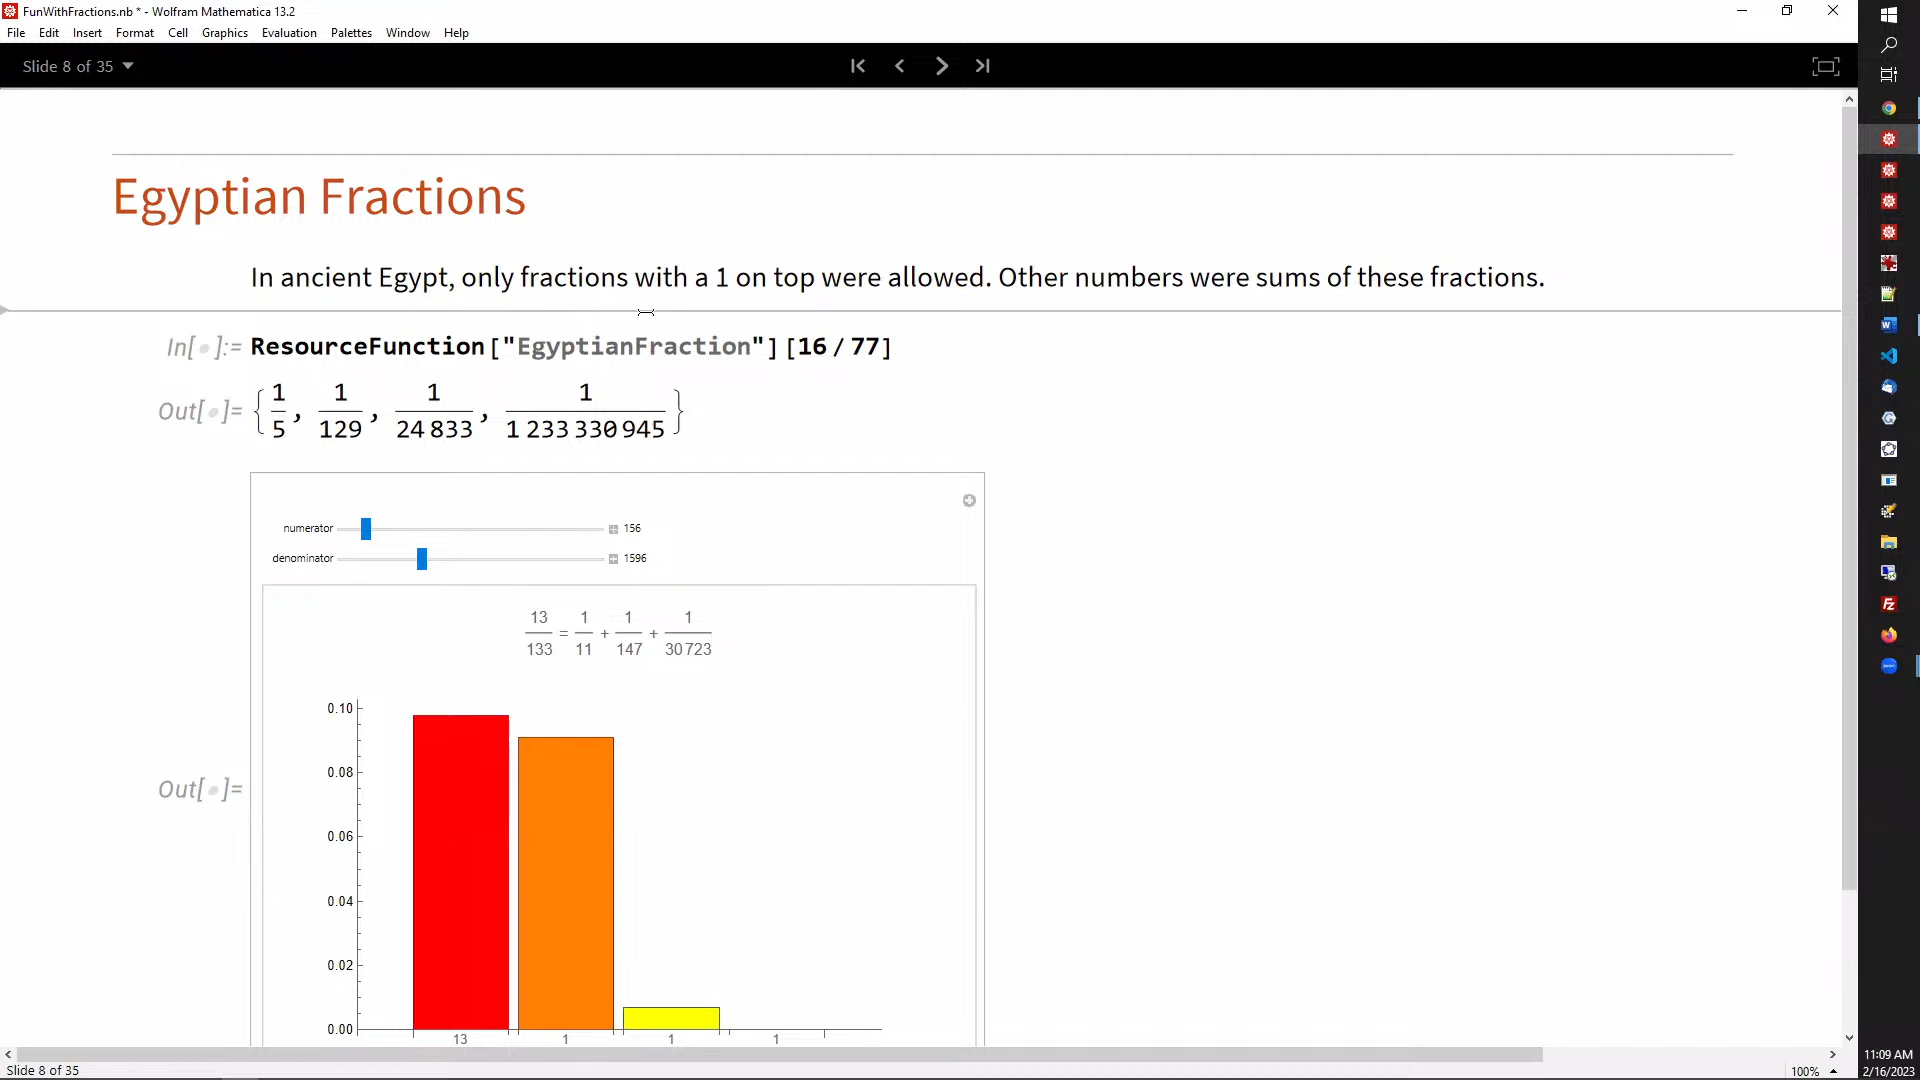 FunWithFractions.nb * - Wolfram Mathematica 13.2
File Edit Insert Format Cell Graphics Evaluation Palettes Window Help
Slide 8 of 35
Egyptian Fractions
In ancient Egypt, only fractions with a 1 on top were allowed. Other numbers were sums of these fractions.
In[ ]:= ResourceFunction["EgyptianFraction"][16 / 77]
Out[ ]= {1/5, 1/129, 1/24 833, 1/1 233 330 945}
numerator 156
denominator 1596
13/133 = 1/11 + 1/147 + 1/30 723
Out[ ]=
0.10
0.08
0.06
0.04
0.02
0.00
13 1 1 1
Slide 8 of 35
100%
11:09 AM
2/16/2023